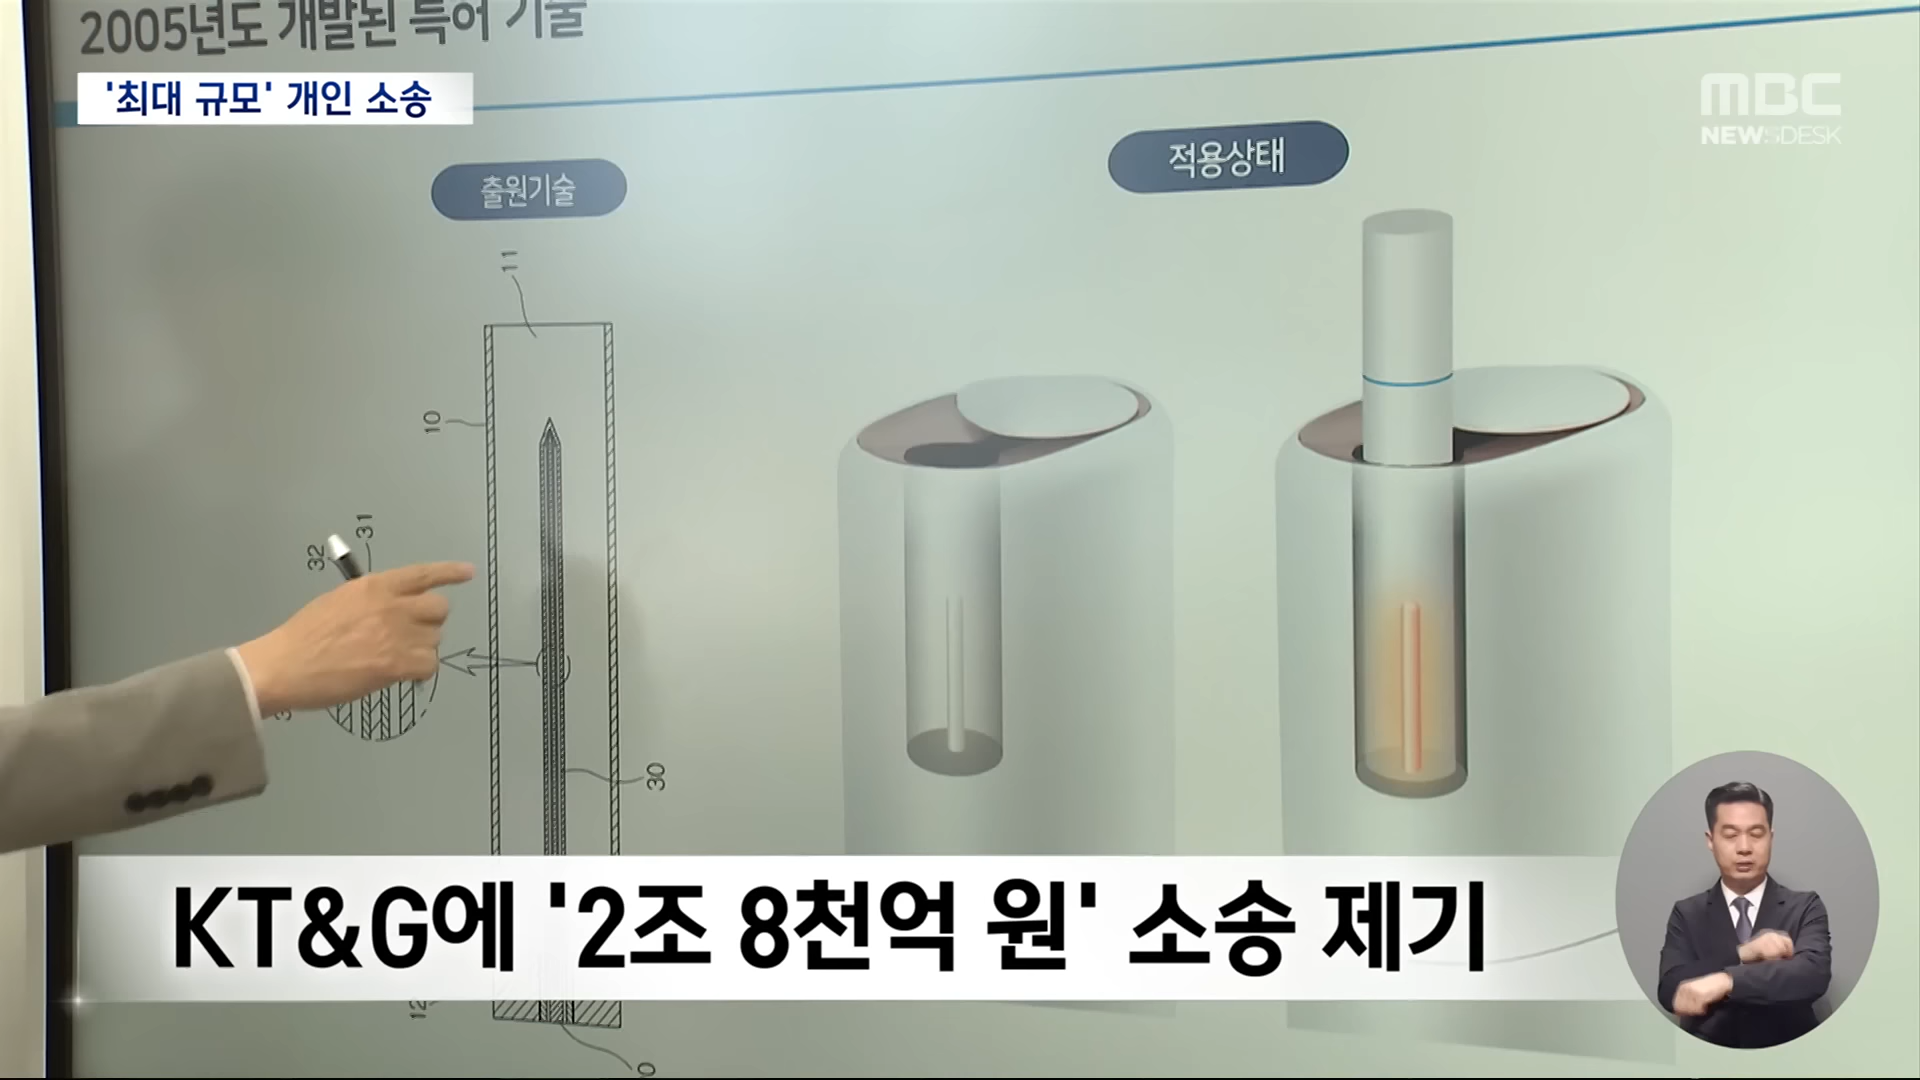 2005년도 개발된 특허 기술
'최대 규모' 개인 소송
MBC
NEWSDESK
출원기술
적용상태
11
10
31
32
30
12
KT&G에 '2조 8천억 원' 소송 제기